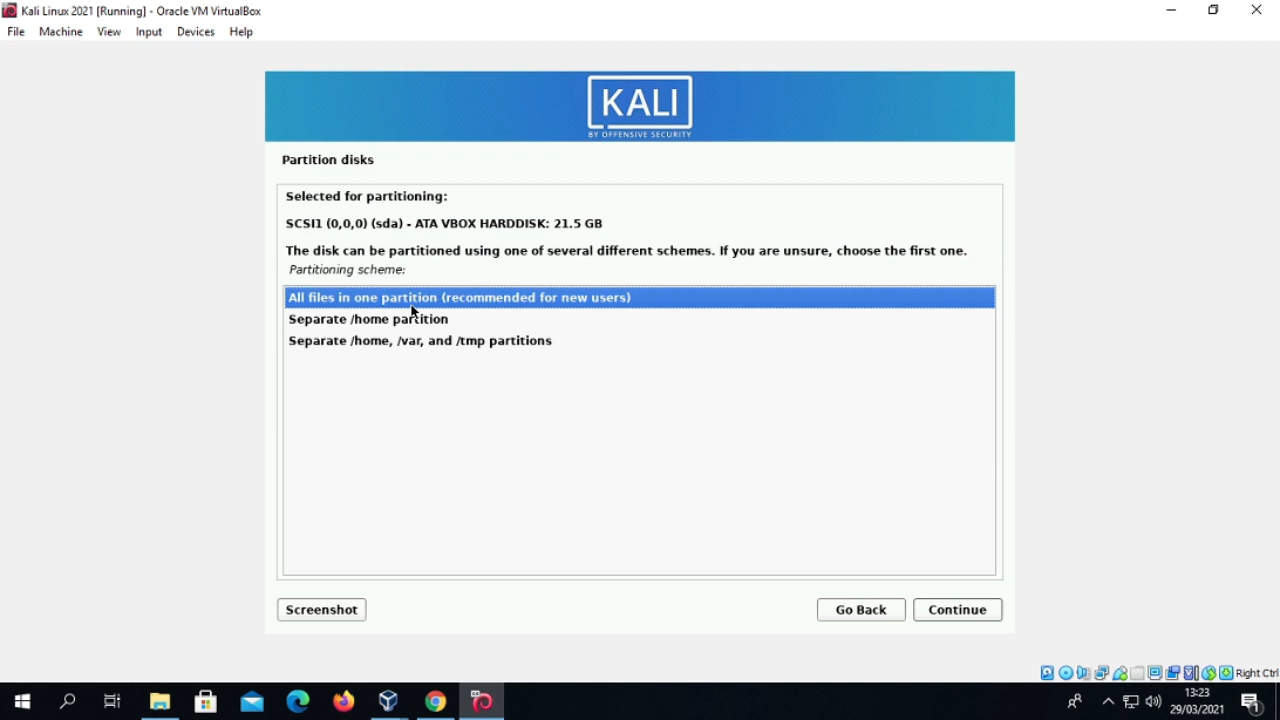 Kali Linux 2021 [Running] - Oracle VM VirtualBox
File Machine View Input Devices Help
KALI
BY OFFENSIVE SECURITY
Partition disks
Selected for partitioning:
SCSI1 (0,0,0) (sda) - ATA VBOX HARDDISK: 21.5 GB
The disk can be partitioned using one of several different schemes. If you are unsure, choose the first one.
Partitioning scheme:
All files in one partition (recommended for new users)
Separate /home partition
Separate /home, /var, and /tmp partitions
Screenshot Go Back Continue
Right Ctrl
13:23
29/03/2021
1